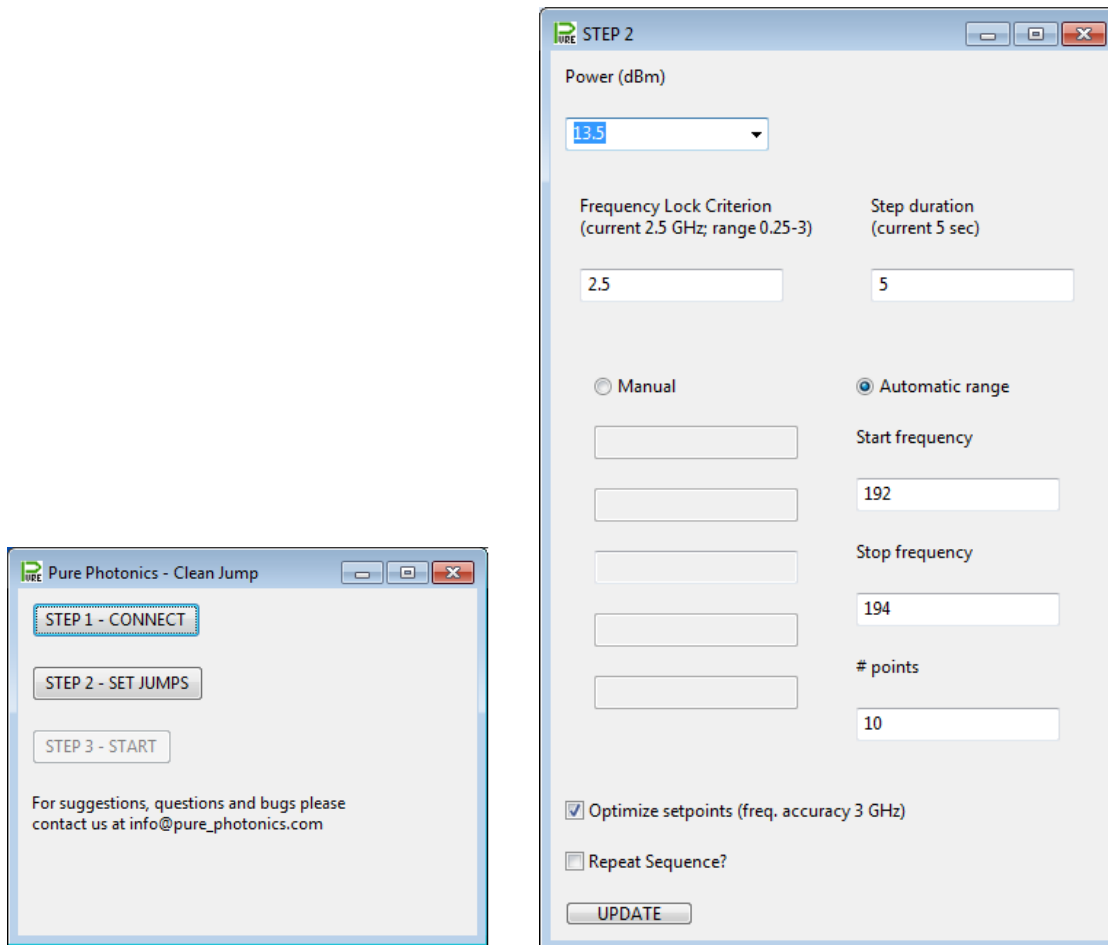 PURE Pure Photonics - Clean Jump
STEP 1 - CONNECT
STEP 2 - SET JUMPS
STEP 3 - START
For suggestions, questions and bugs please
contact us at info@pure_photonics.com
PURE STEP 2
Power (dBm)
13.5
Frequency Lock Criterion
(current 2.5 GHz; range 0.25-3)
2.5
Step duration
(current 5 sec)
5
Manual
Automatic range
Start frequency
192
Stop frequency
194
# points
10
Optimize setpoints (freq. accuracy 3 GHz)
Repeat Sequence?
UPDATE